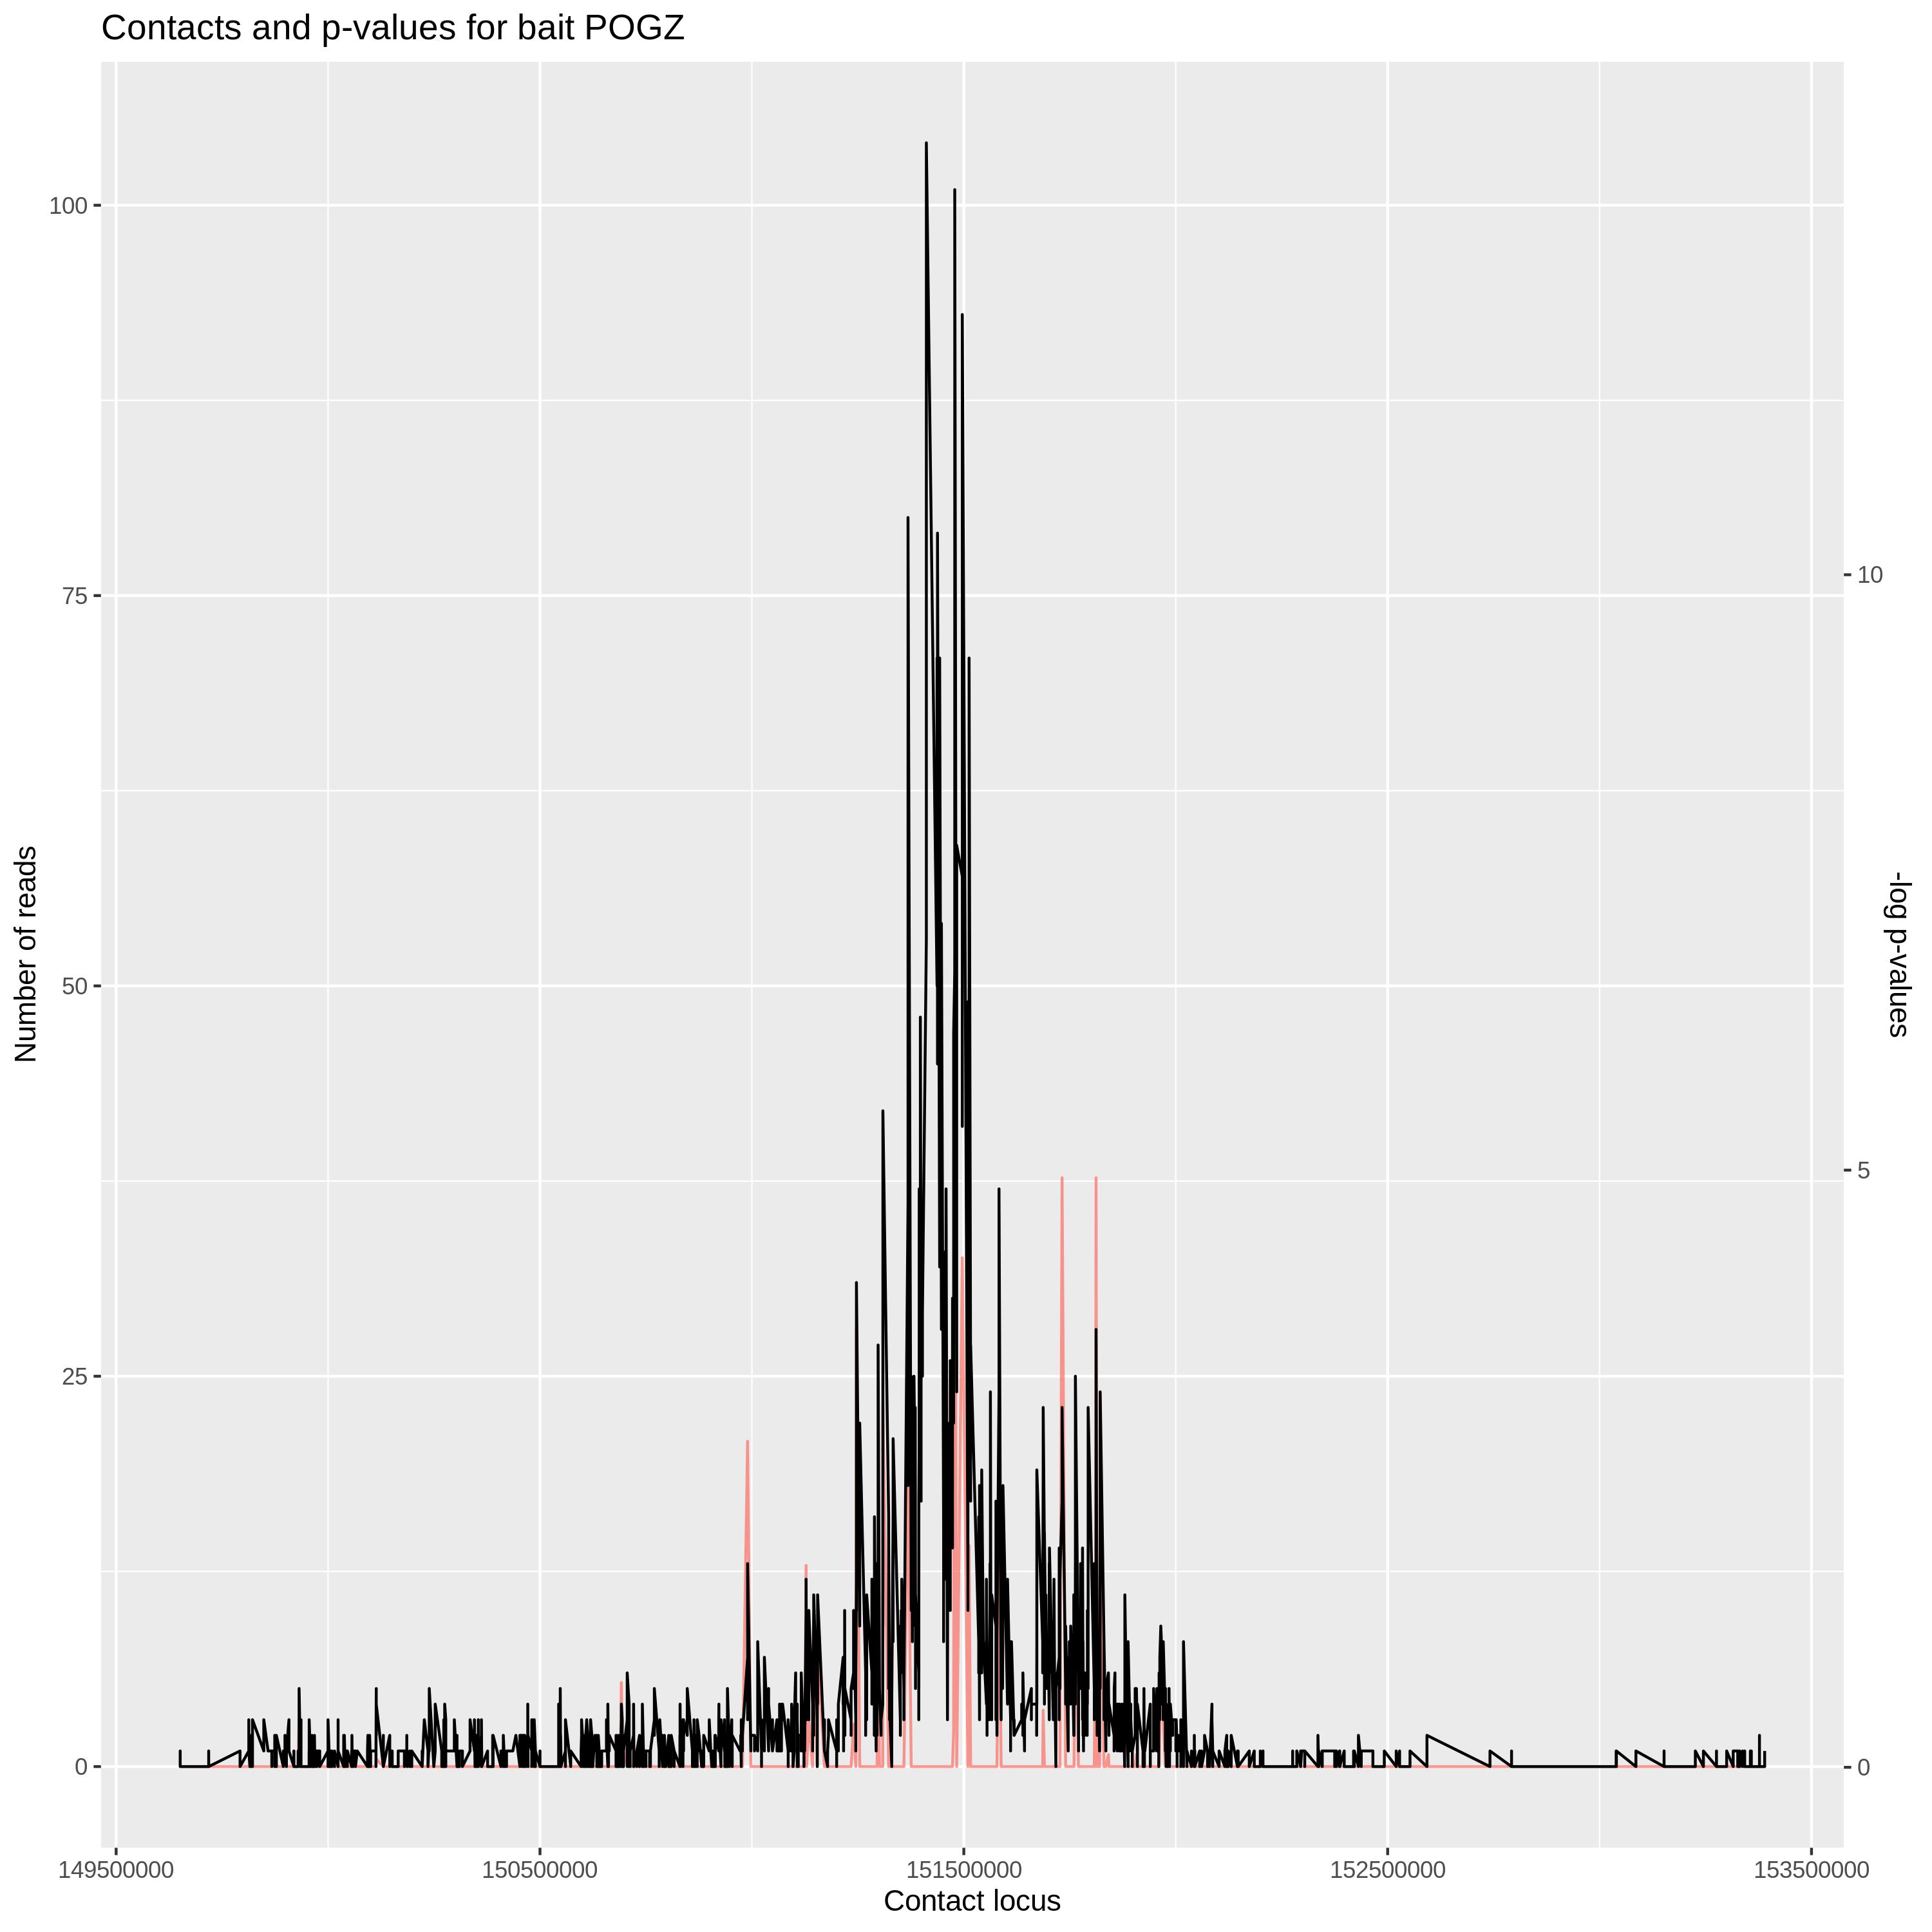 Contacts and p-values for bait POGZ
Number of reads
100
75
50
25
0
10
5
0
-log p-values
149500000 150500000 151500000 152500000 153500000
Contact locus